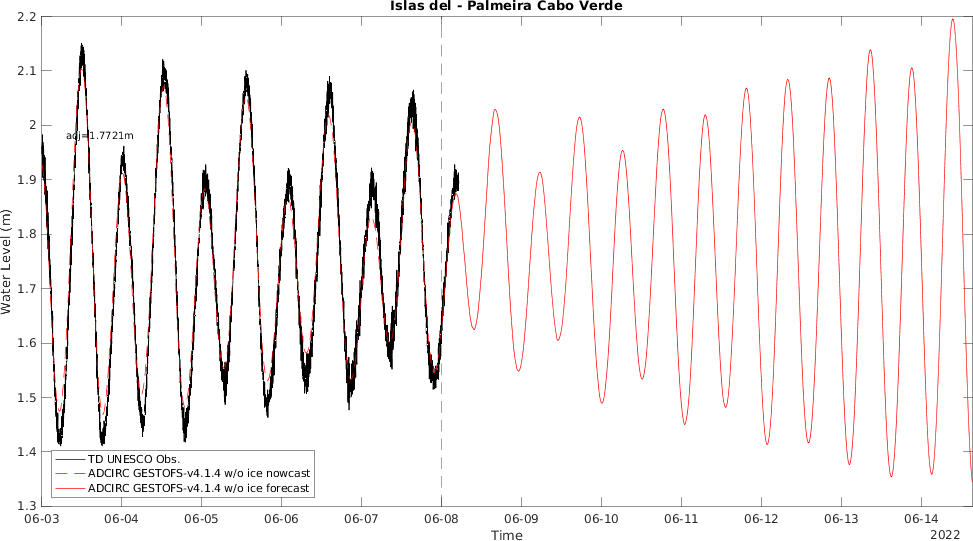 Islas del - Palmeira Cabo Verde
2.2
2.1
2
1.9
1.8
1.7
1.6
1.5
1.4
1.3
Water Level (m)
adj=1.7721m
TD UNESCO Obs.
ADCIRC GESTOFS-v4.1.4 w/o ice nowcast
ADCIRC GESTOFS-v4.1.4 w/o ice forecast
06-03 06-04 06-05 06-06 06-07 06-08 06-09 06-10 06-11 06-12 06-13 06-14
Time
2022